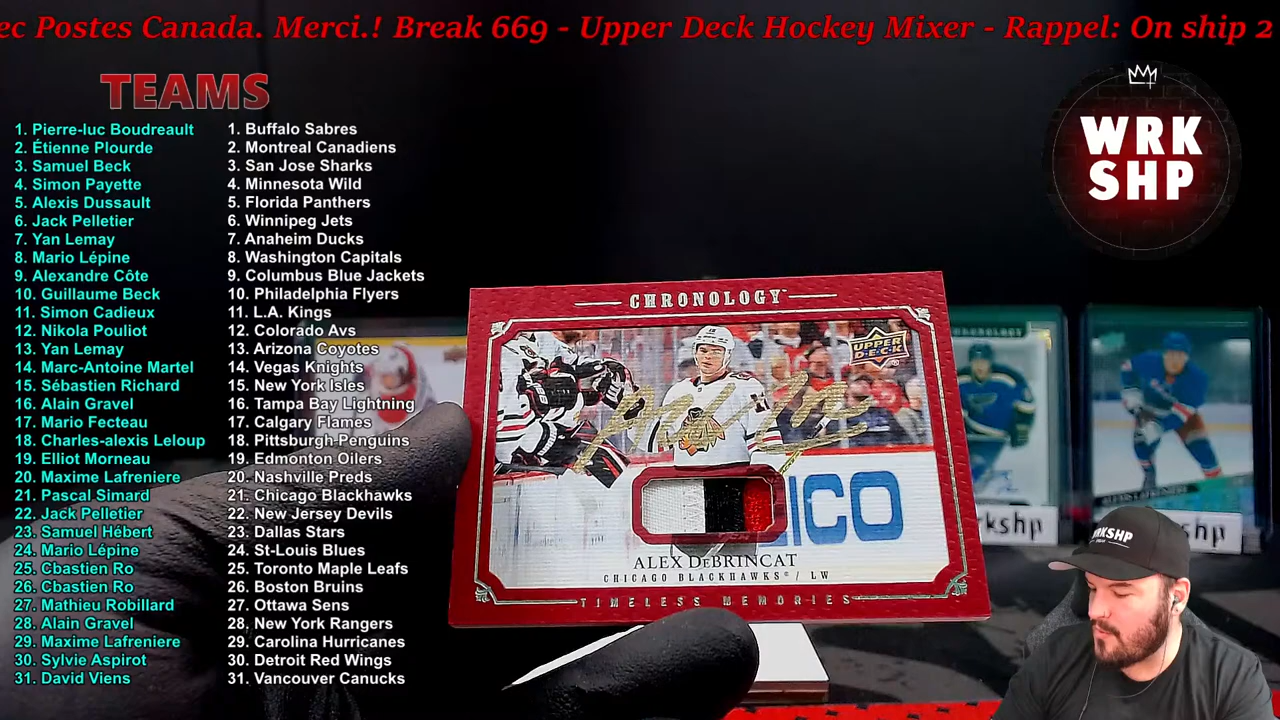 ec Postes Canada. Merci.! Break 669 - Upper Deck Hockey Mixer - Rappel: On ship 2
TEAMS
1. Pierre-luc Boudreault
2. Étienne Plourde
3. Samuel Beck
4. Simon Payette
5. Alexis Dussault
6. Jack Pelletier
7. Yan Lemay
8. Mario Lépine
9. Alexandre Côte
10. Guillaume Beck
11. Simon Cadieux
12. Nikola Pouliot
13. Yan Lemay
14. Marc-Antoine Martel
15. Sébastien Richard
16. Alain Gravel
17. Mario Fecteau
18. Charles-alexis Leloup
19. Elliot Morneau
20. Maxime Lafreniere
21. Pascal Simard
22. Jack Pelletier
23. Samuel Hébert
24. Mario Lépine
25. Cbastien Ro
26. Cbastien Ro
27. Mathieu Robillard
28. Alain Gravel
29. Maxime Lafreniere
30. Sylvie Aspirot
31. David Viens
1. Buffalo Sabres
2. Montreal Canadiens
3. San Jose Sharks
4. Minnesota Wild
5. Florida Panthers
6. Winnipeg Jets
7. Anaheim Ducks
8. Washington Capitals
9. Columbus Blue Jackets
10. Philadelphia Flyers
11. L.A. Kings
12. Colorado Avs
13. Arizona Coyotes
14. Vegas Knights
15. New York Isles
16. Tampa Bay Lightning
17. Calgary Flames
18. Pittsburgh-Penguins
19. Edmonton Oilers
20. Nashville Preds
21. Chicago Blackhawks
22. New Jersey Devils
23. Dallas Stars
24. St-Louis Blues
25. Toronto Maple Leafs
26. Boston Bruins
27. Ottawa Sens
28. New York Rangers
29. Carolina Hurricanes
30. Detroit Red Wings
31. Vancouver Canucks
WRK
SHP
CHRONOLOGY
UPPER
DECK
ICO
ALEX DEBRINCAT
CHICAGO BLACKHAWKS® / LW
TIMELESS MEMORIES
CHRONOLOGY
rkshp
wrkshp
WRKSHP